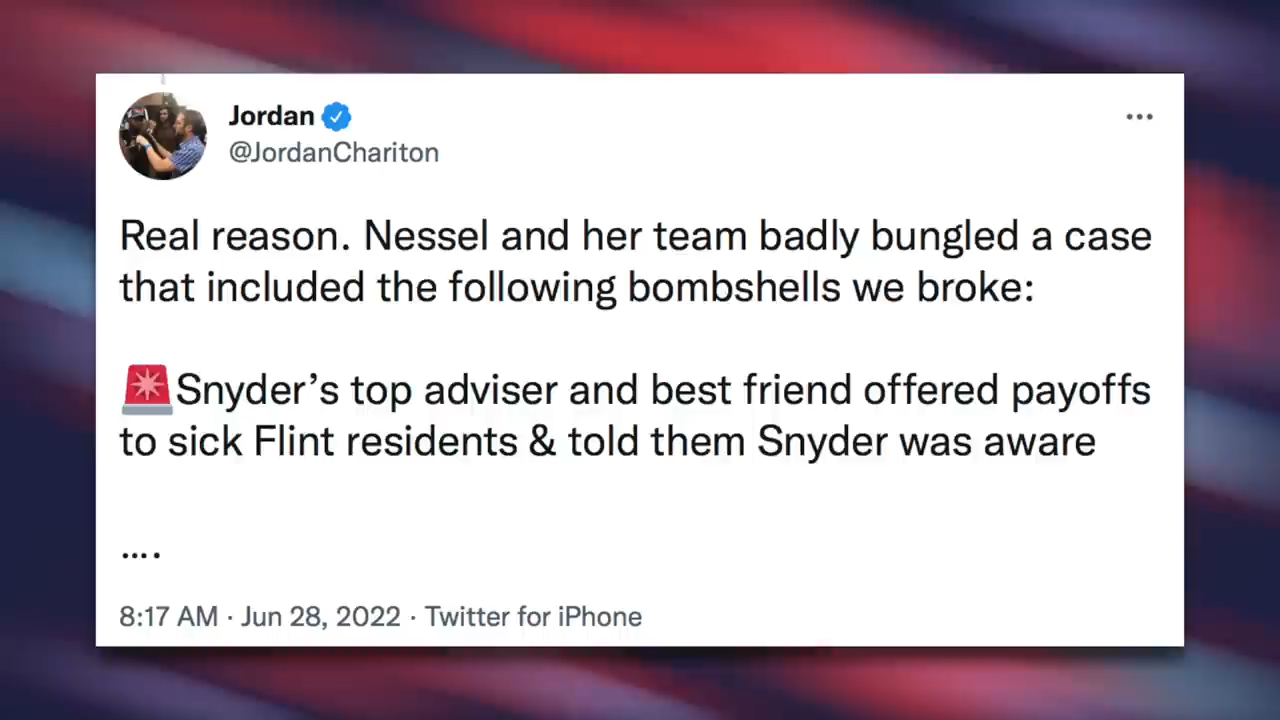 Jordan
@JordanChariton
Real reason. Nessel and her team badly bungled a case
that included the following bombshells we broke:
🚨Snyder’s top adviser and best friend offered payoffs
to sick Flint residents & told them Snyder was aware
....
8:17 AM · Jun 28, 2022 · Twitter for iPhone